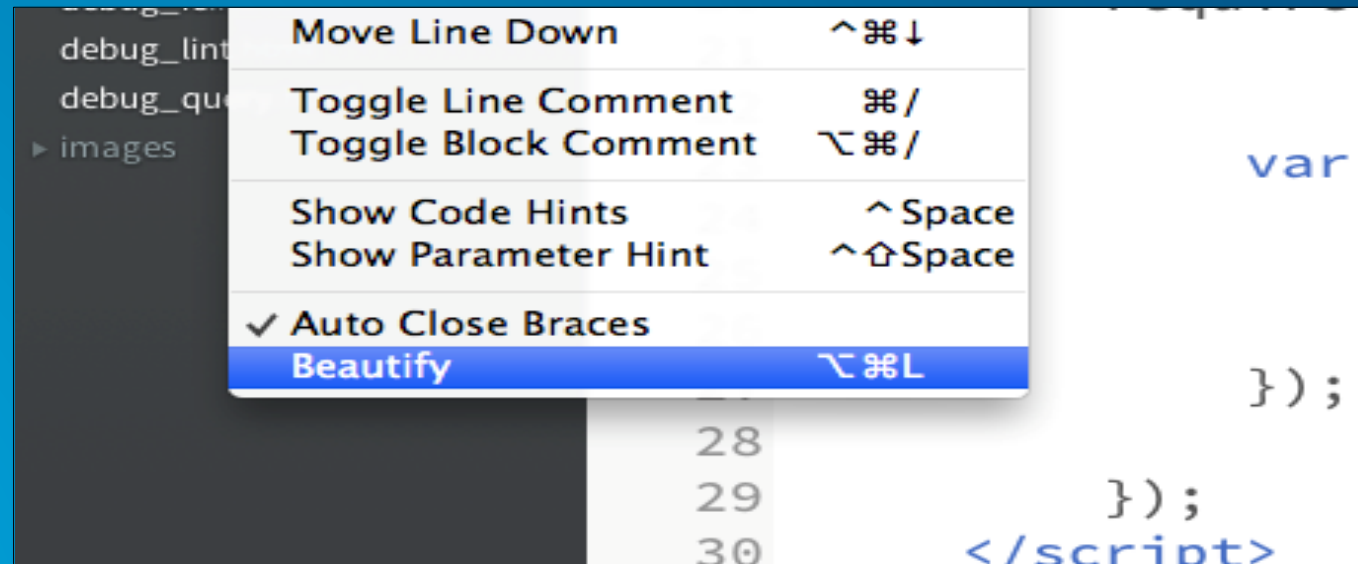 debug_lint
debug_qu
images
Move Line Down ^⌘↓
Toggle Line Comment ⌘/
Toggle Block Comment ⌥⌘/
Show Code Hints ^Space
Show Parameter Hint ^⇧Space
✓ Auto Close Braces
Beautify ⌥⌘L
var
});
28
29 });
30 </script>